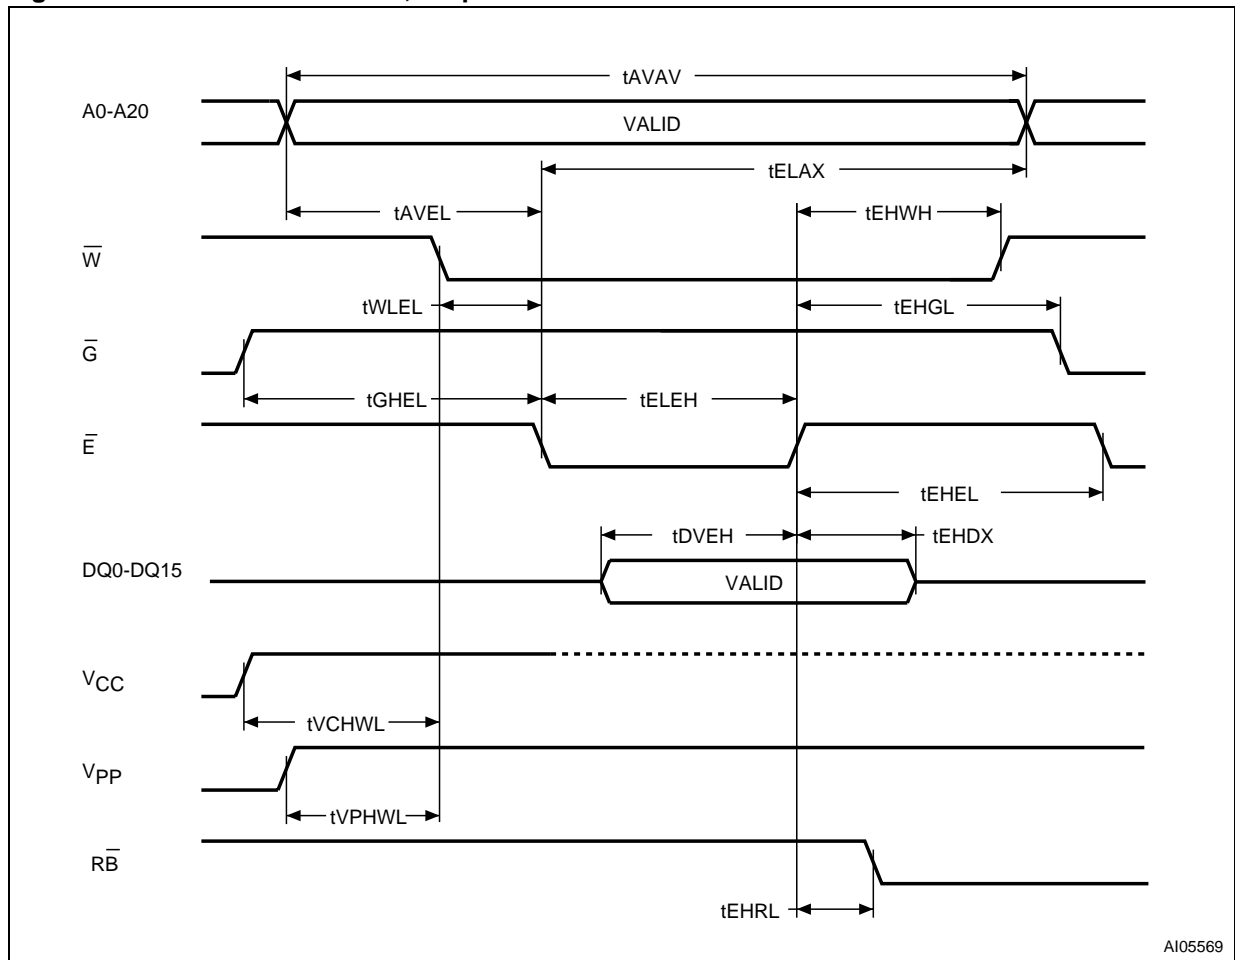 tAVAV
A0-A20
VALID
tELAX
tAVEL
tEHWH
W̅
tWLEL
tEHGL
G̅
tGHEL
tELEH
E̅
tEHEL
tDVEH
tEHDX
DQ0-DQ15
VALID
VCC
tVCHWL
VPP
tVPHWL
RB̅
tEHRL
AI05569